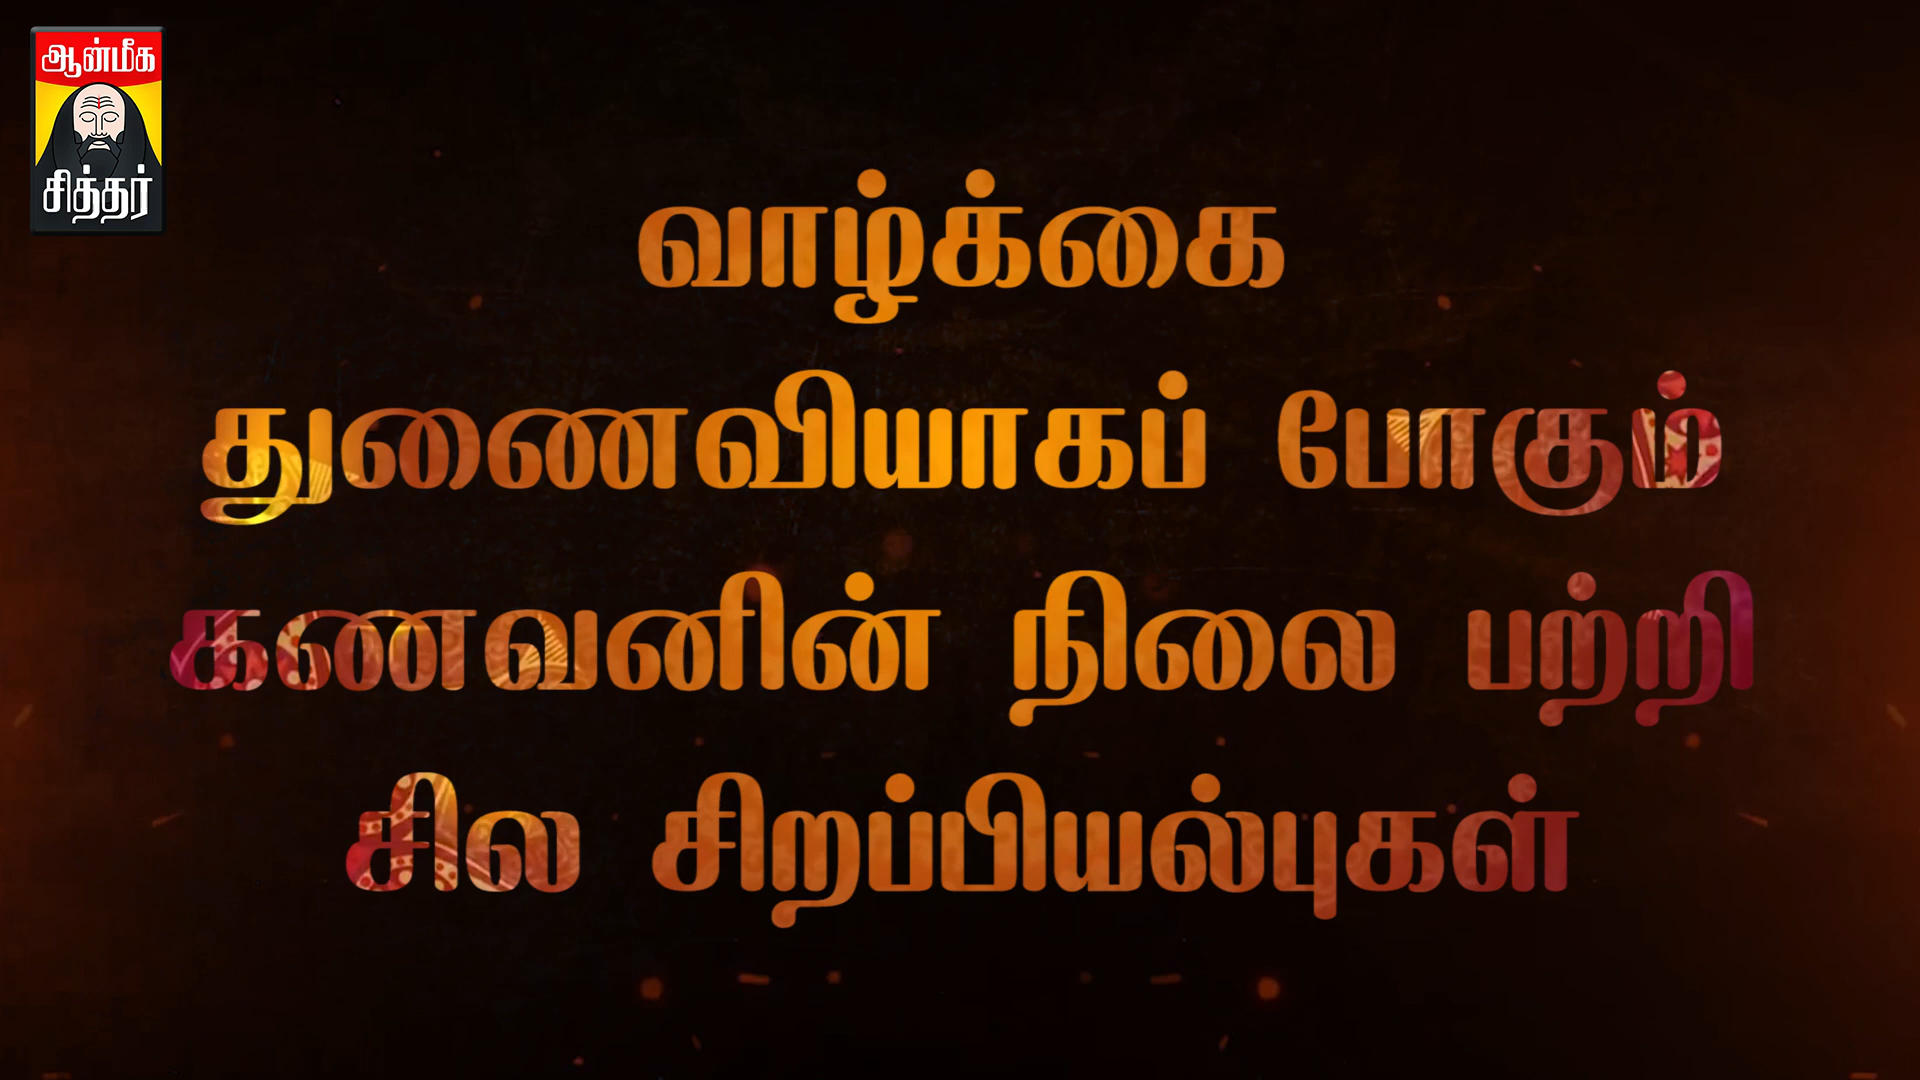 ஆன்மீக
சித்தர்
வாழ்க்கை
துணைவியாகப் போகும்
கணவனின் நிலை பற்றி
சில சிறப்பியல்புகள்